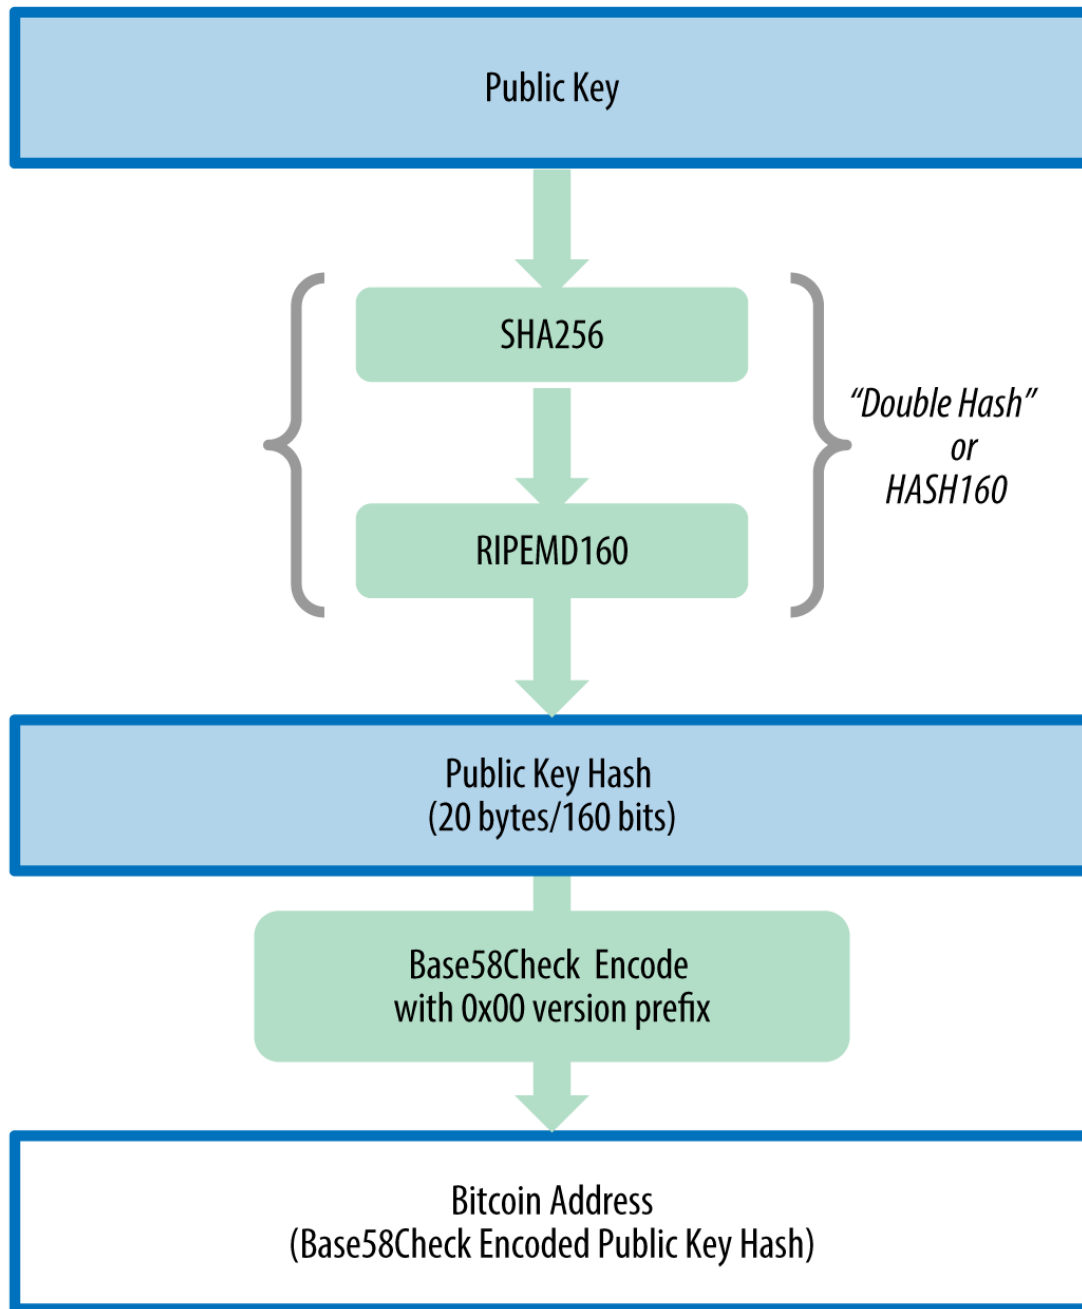 Public Key
SHA256
“Double Hash”
or
HASH160
RIPEMD160
Public Key Hash
(20 bytes/160 bits)
Base58Check Encode
with 0x00 version prefix
Bitcoin Address
(Base58Check Encoded Public Key Hash)